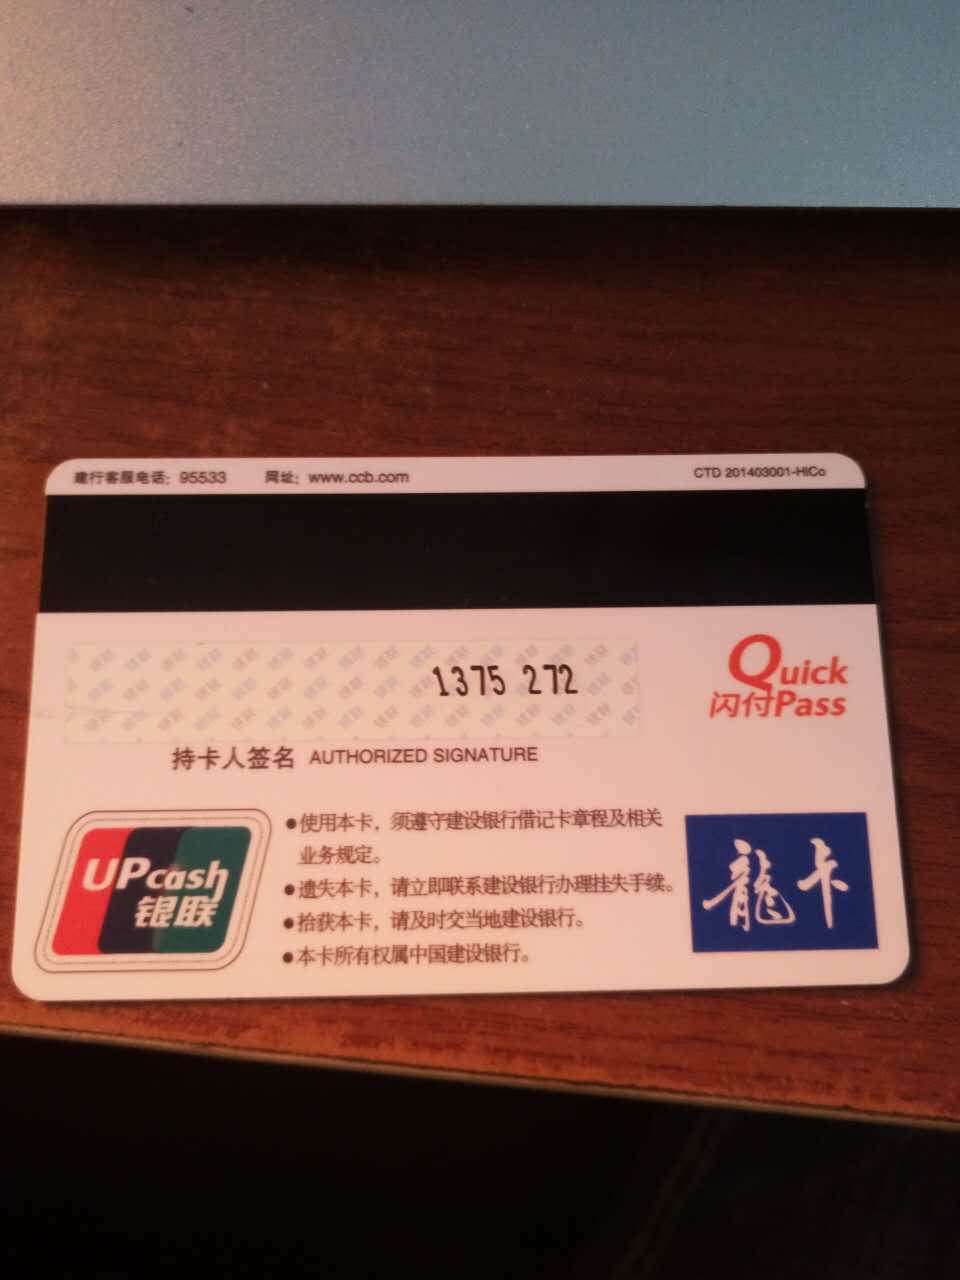 建行客服电话：95533 网址：www.ccb.com CTD 201403001-HiCo
1375 272
Quick
闪付Pass
持卡人签名 AUTHORIZED SIGNATURE
UPcash
银联
●使用本卡，须遵守建设银行借记卡章程及相关
业务规定。
●遗失本卡，请立即联系建设银行办理挂失手续。
●拾获本卡，请及时交当地建设银行。
●本卡所有权属中国建设银行。
龍卡